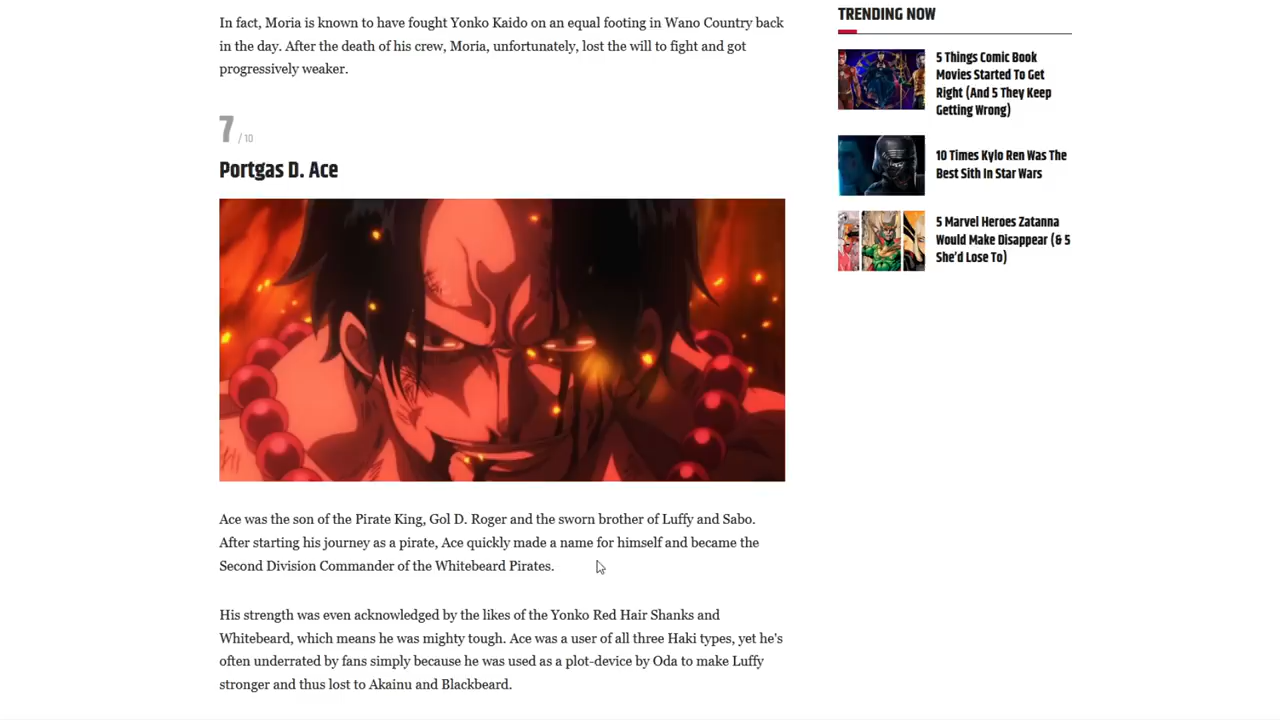 In fact, Moria is known to have fought Yonko Kaido on an equal footing in Wano Country back
in the day. After the death of his crew, Moria, unfortunately, lost the will to fight and got
progressively weaker.
7 / 10
Portgas D. Ace
Ace was the son of the Pirate King, Gol D. Roger and the sworn brother of Luffy and Sabo.
After starting his journey as a pirate, Ace quickly made a name for himself and became the
Second Division Commander of the Whitebeard Pirates.
His strength was even acknowledged by the likes of the Yonko Red Hair Shanks and
Whitebeard, which means he was mighty tough. Ace was a user of all three Haki types, yet he's
often underrated by fans simply because he was used as a plot-device by Oda to make Luffy
stronger and thus lost to Akainu and Blackbeard.
TRENDING NOW
5 Things Comic Book
Movies Started To Get
Right (And 5 They Keep
Getting Wrong)
10 Times Kylo Ren Was The
Best Sith In Star Wars
5 Marvel Heroes Zatanna
Would Make Disappear (& 5
She'd Lose To)